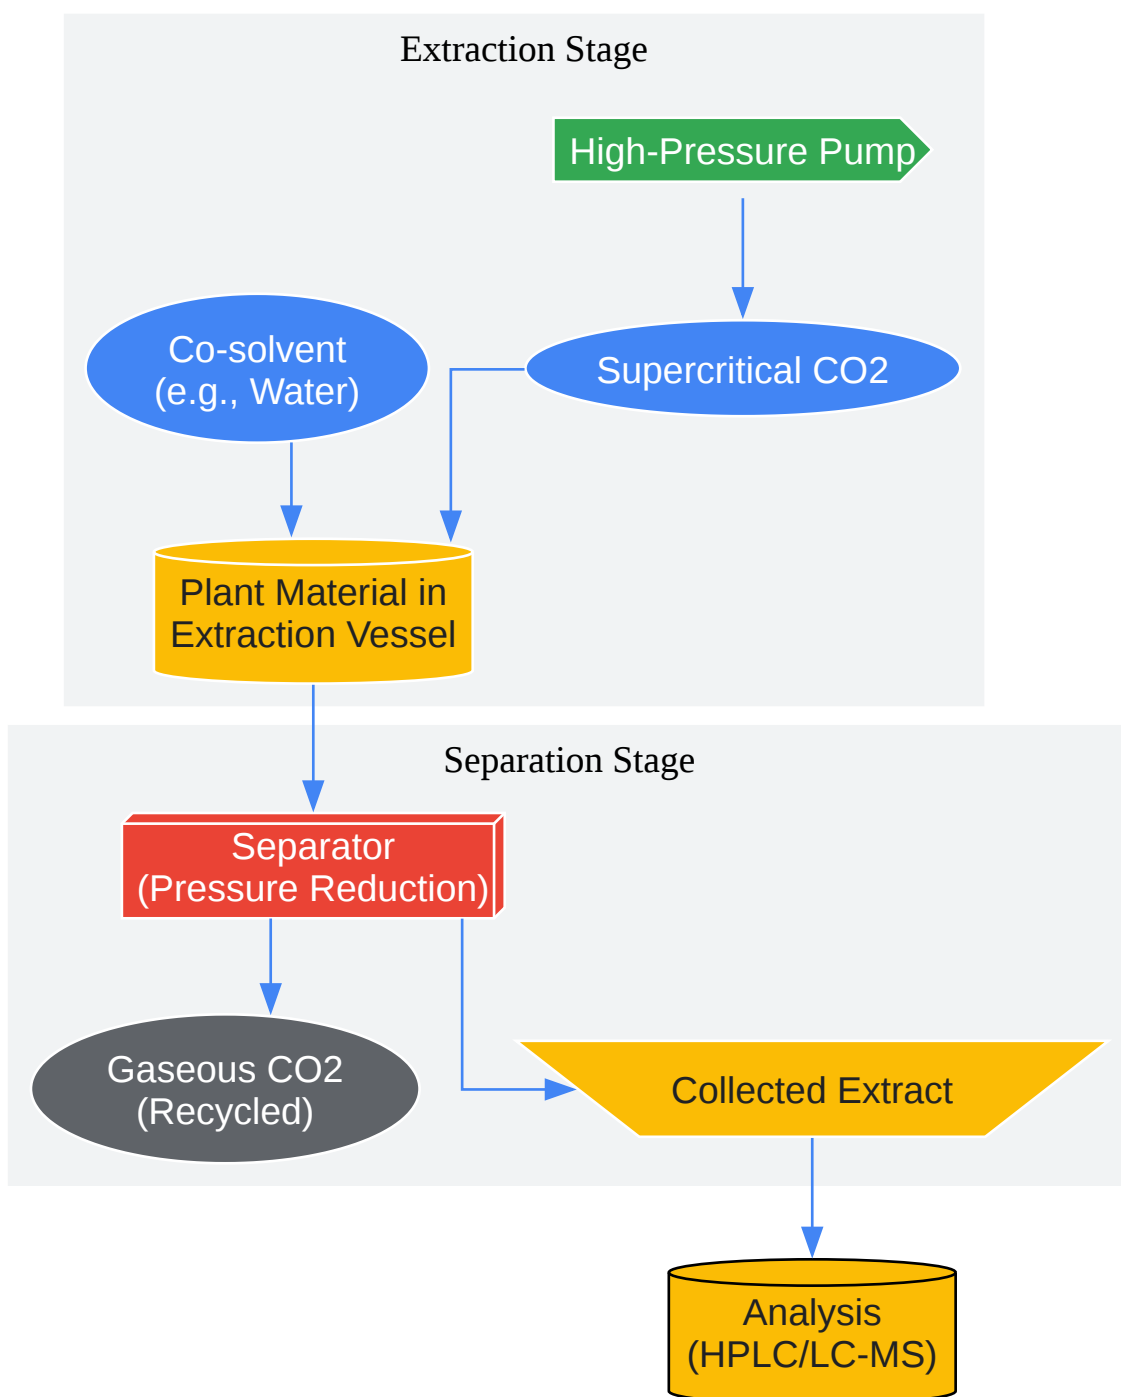 Extraction Stage
High-Pressure Pump
Co-solvent
(e.g., Water)
Supercritical CO2
Plant Material in
Extraction Vessel
Separation Stage
Separator
(Pressure Reduction)
Gaseous CO2
(Recycled)
Collected Extract
Analysis
(HPLC/LC-MS)